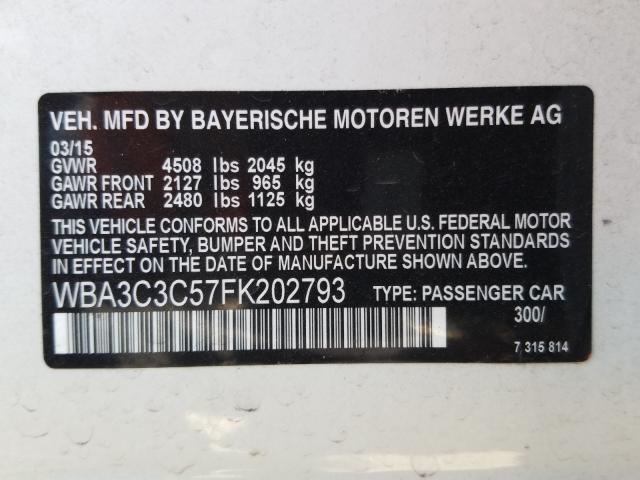 VEH. MFD BY BAYERISCHE MOTOREN WERKE AG
03/15
GVWR 4508 lbs 2045 kg
GAWR FRONT 2127 lbs 965 kg
GAWR REAR 2480 lbs 1125 kg
THIS VEHICLE CONFORMS TO ALL APPLICABLE U.S. FEDERAL MOTOR
VEHICLE SAFETY, BUMPER AND THEFT PREVENTION STANDARDS
IN EFFECT ON THE DATE OF MANUFACTURE SHOWN ABOVE.
WBA3C3C57FK202793 TYPE: PASSENGER CAR
300/
7 315 814